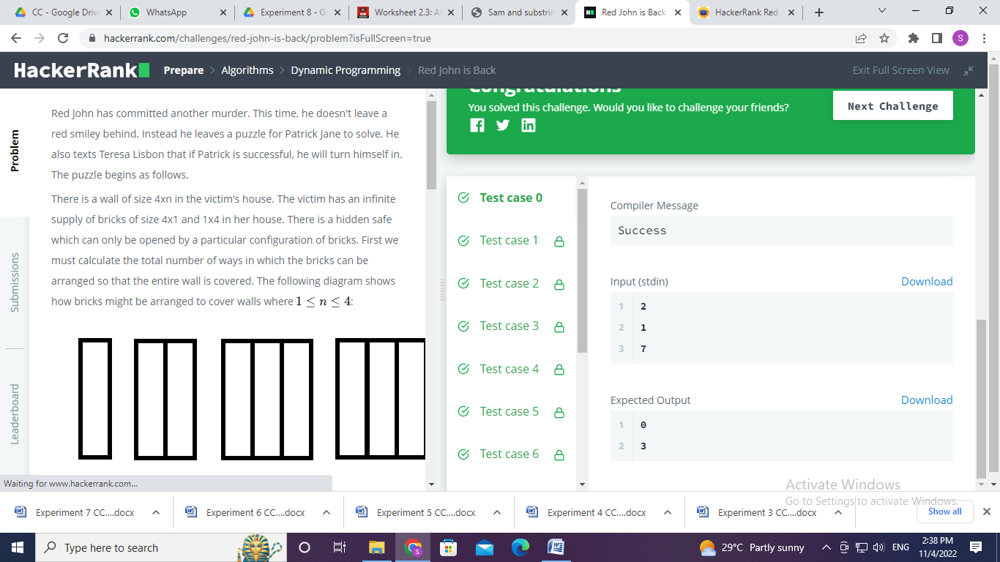 CC - Google Driv
WhatsApp
Experiment 8 - G
Worksheet 2.3: A
Sam and substrin
Red John is Back
HackerRank Red
hackerrank.com/challenges/red-john-is-back/problem?isFullScreen=true
S
HackerRank
Prepare > Algorithms > Dynamic Programming > Red John is Back
Exit Full Screen View
Problem
Submissions
Leaderboard
Red John has committed another murder. This time, he doesn't leave a
red smiley behind. Instead he leaves a puzzle for Patrick Jane to solve. He
also texts Teresa Lisbon that if Patrick is successful, he will turn himself in.
The puzzle begins as follows.
There is a wall of size 4xn in the victim's house. The victim has an infinite
supply of bricks of size 4x1 and 1x4 in her house. There is a hidden safe
which can only be opened by a particular configuration of bricks. First we
must calculate the total number of ways in which the bricks can be
arranged so that the entire wall is covered. The following diagram shows
how bricks might be arranged to cover walls where 1 ≤ n ≤ 4:
Waiting for www.hackerrank.com...
Congratulations
You solved this challenge. Would you like to challenge your friends?
Next Challenge
Test case 0
Test case 1
Test case 2
Test case 3
Test case 4
Test case 5
Test case 6
Compiler Message
Success
Input (stdin)
Download
1 2
2 1
3 7
Expected Output
Download
1 0
2 3
Activate Windows
Go to Settings to activate Windows.
Experiment 7 CC....docx
Experiment 6 CC....docx
Experiment 5 CC....docx
Experiment 4 CC....docx
Experiment 3 CC....docx
Show all
Type here to search
29°C Partly sunny
ENG
2:38 PM
11/4/2022